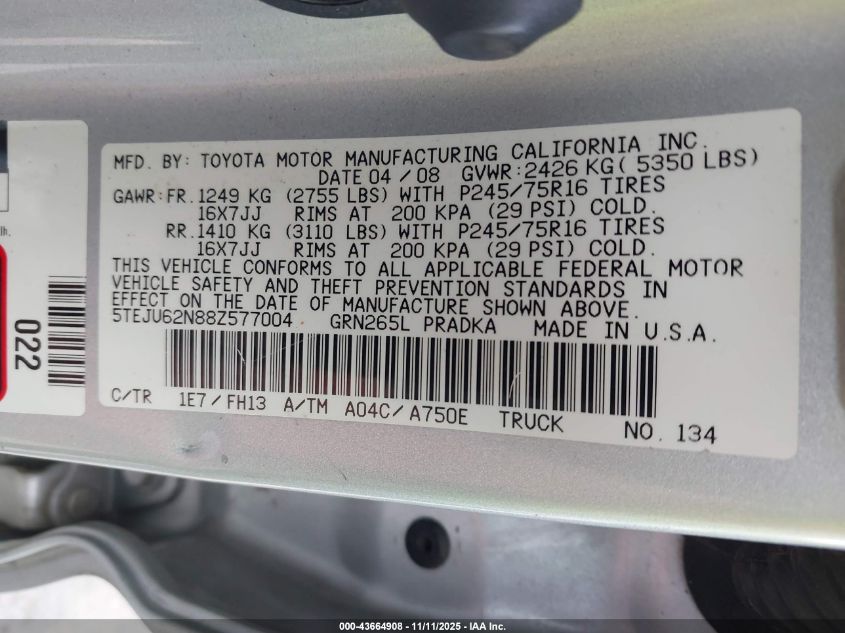 MFD. BY: TOYOTA MOTOR MANUFACTURING CALIFORNIA INC.
DATE 04 / 08 GVWR:2426 KG( 5350 LBS)
GAWR:FR.1249 KG (2755 LBS) WITH P245/75R16 TIRES
16X7JJ RIMS AT 200 KPA (29 PSI) COLD.
RR.1410 KG (3110 LBS) WITH P245/75R16 TIRES
16X7JJ RIMS AT 200 KPA (29 PSI) COLD.
THIS VEHICLE CONFORMS TO ALL APPLICABLE FEDERAL MOTOR
VEHICLE SAFETY AND THEFT PREVENTION STANDARDS IN
EFFECT ON THE DATE OF MANUFACTURE SHOWN ABOVE.
5TEJU62N88Z577004 GRN265L PRADKA MADE IN U.S.A.
C/TR 1E7/FH13 A/TM A04C/A750E TRUCK NO. 134
lh.
022
000-43664908 - 11/11/2025 - IAA Inc.